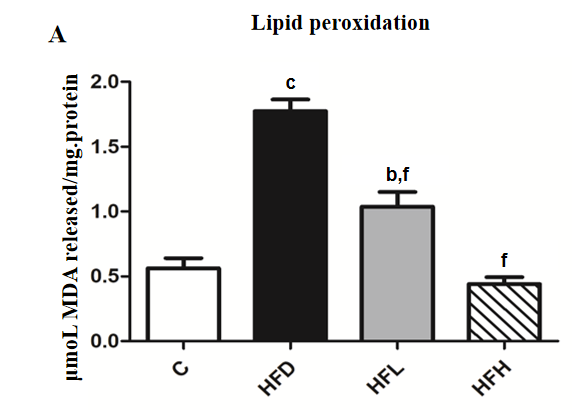 Lipid peroxidation
A
µmoL MDA released/mg.protein
2.0
1.5
1.0
0.5
0.0
c
b,f
f
C
HFD
HFL
HFH